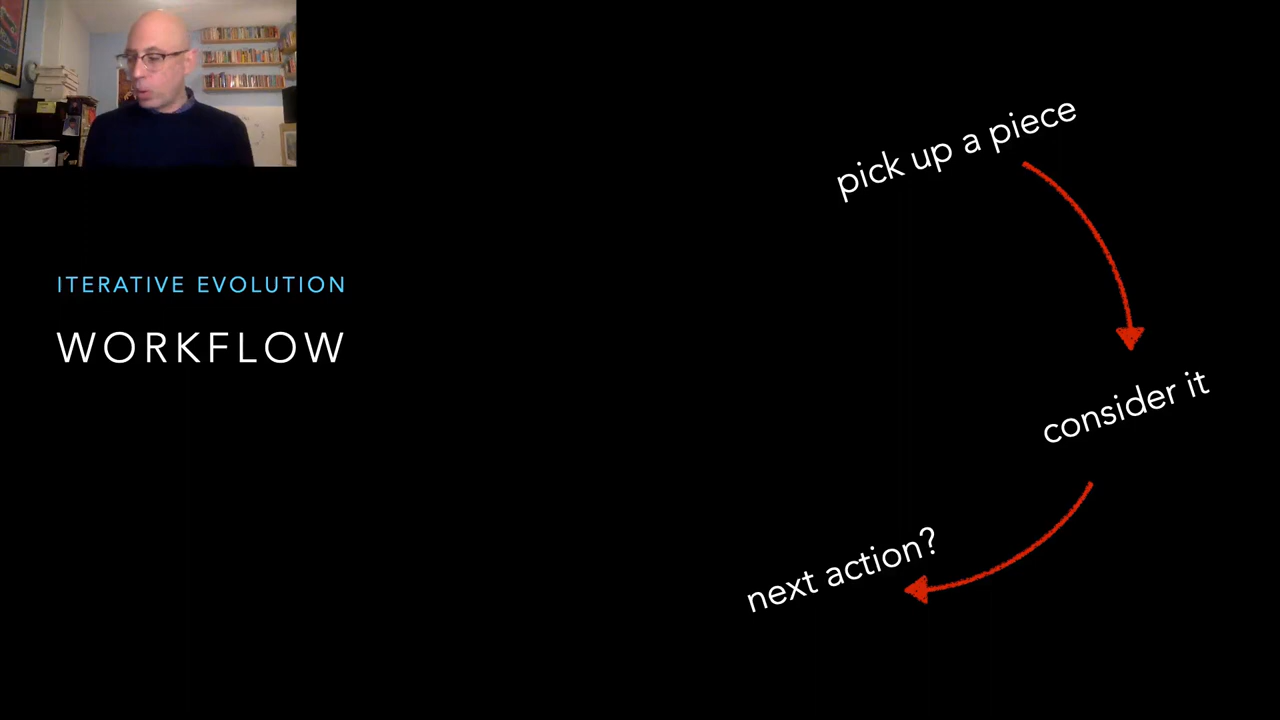 ITERATIVE EVOLUTION
WORKFLOW
pick up a piece
consider it
next action?